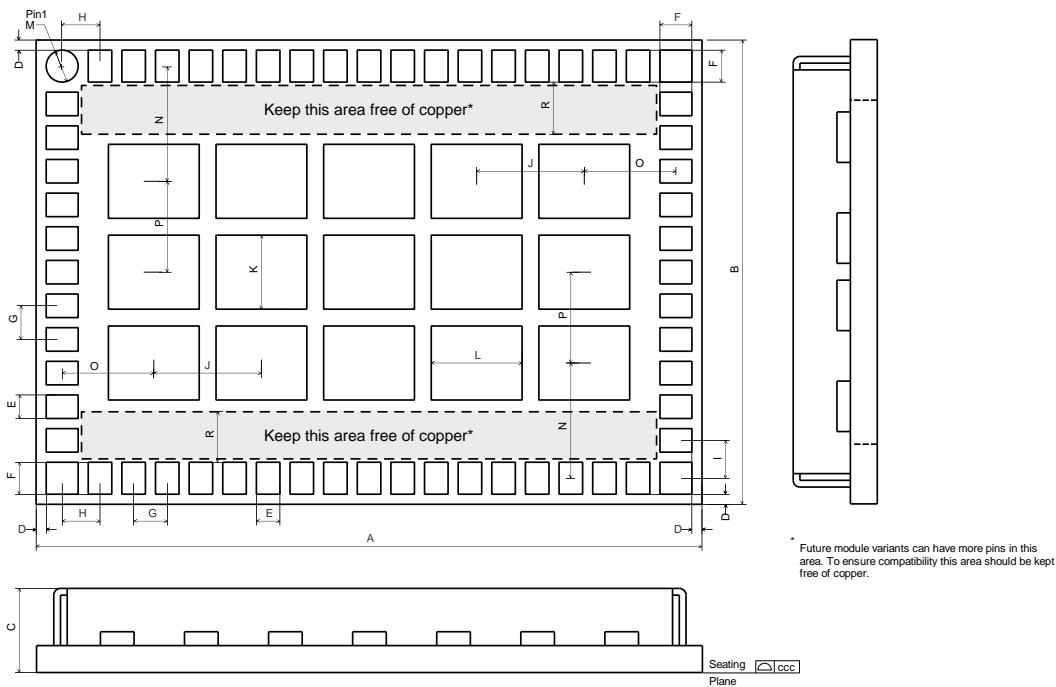 Pin1
M
H
F
D
F
Keep this area free of copper*
R
N
J
O
P
K
B
G
P
L
O
J
E
Keep this area free of copper*
R
N
I
F
H
G
E
D
D
D
A
*
Future module variants can have more pins in this
area. To ensure compatibility this area should be kept
free of copper.
C
Seating
ccc
Plane